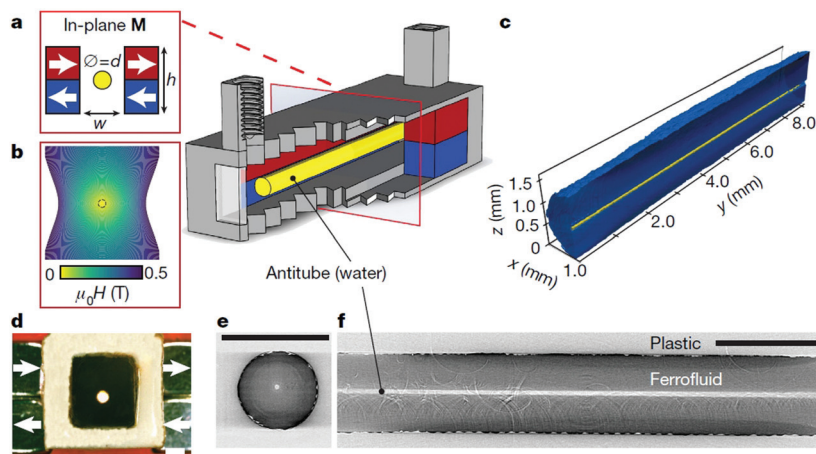 a
In-plane M
∅=d
h
w
b
0 0.5
μ₀H (T)
Antitube (water)
c
1.5
1.0
0.5
0
z (mm)
x (mm)
1.0
2.0
4.0
6.0
8.0
y (mm)
d
e
f
Plastic
Ferrofluid